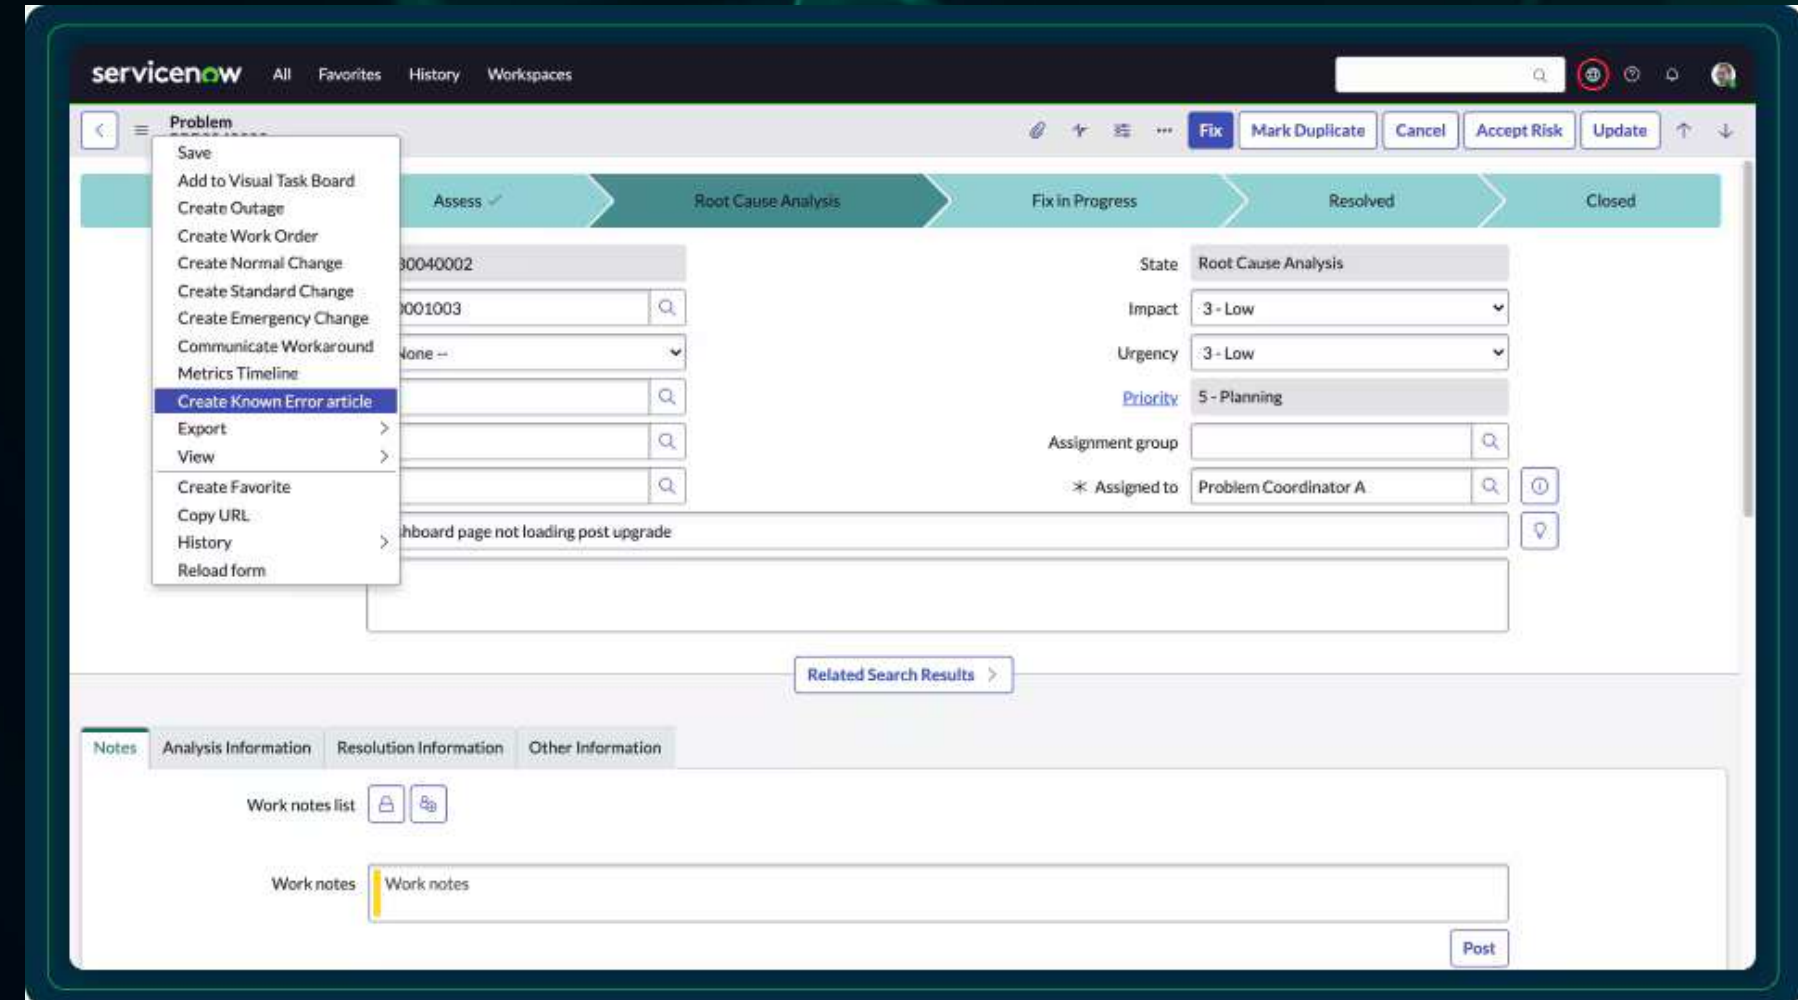 servicenow All Favorites History Workspaces
Problem
Fix Mark Duplicate Cancel Accept Risk Update
Save
Add to Visual Task Board
Create Outage
Create Work Order
Create Normal Change
Create Standard Change
Create Emergency Change
Communicate Workaround
Metrics Timeline
Create Known Error article
Export
View
Create Favorite
Copy URL
History
Reload form
Assess Root Cause Analysis Fix in Progress Resolved Closed
0040002
State Root Cause Analysis
001003
Impact 3 - Low
None --
Urgency 3 - Low
Priority 5 - Planning
Assignment group
* Assigned to Problem Coordinator A
hboard page not loading post upgrade
Related Search Results
Notes Analysis Information Resolution Information Other Information
Work notes list
Work notes Work notes
Post